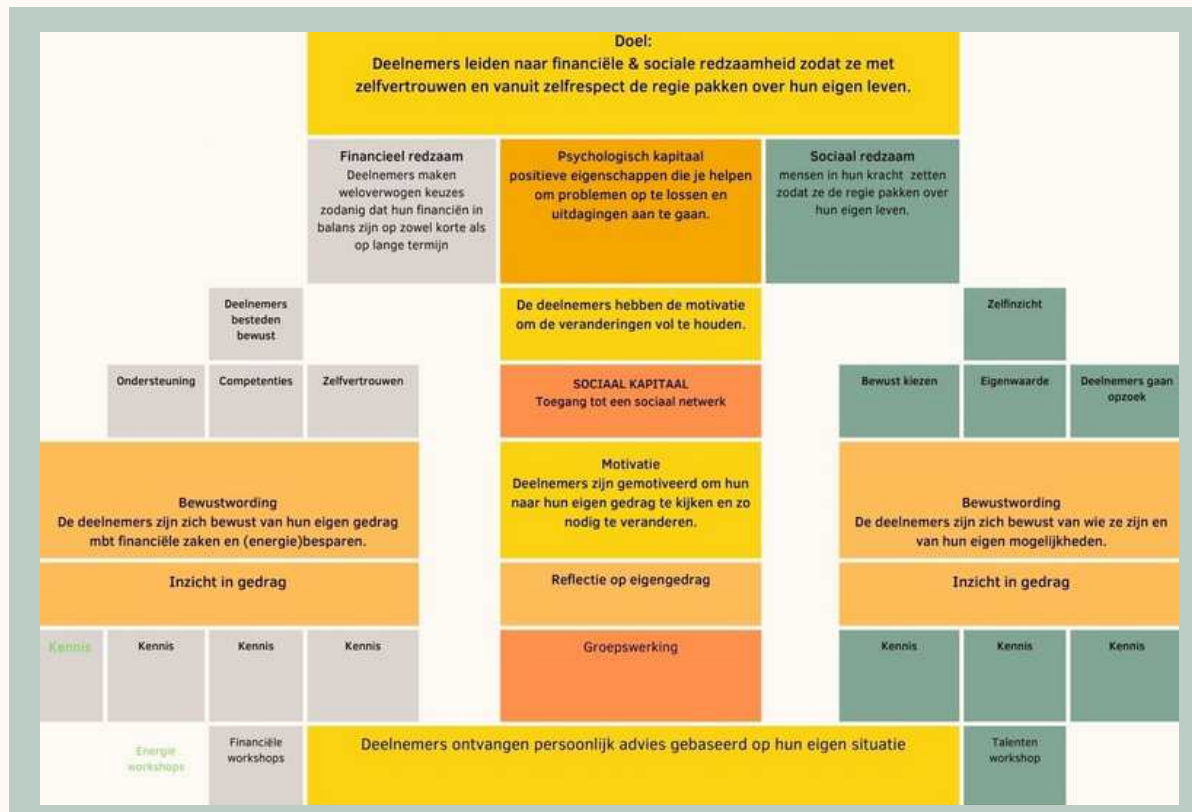 Doel:
Deelnemers leiden naar financiële & sociale redzaamheid zodat ze met
zelfvertrouwen en vanuit zelfrespect de regie pakken over hun eigen leven.
Financieel redzaam
Deelnemers maken
weloverwogen keuzes
zodanig dat hun financiën in
balans zijn op zowel korte als
op lange termijn
Psychologisch kapitaal
positieve eigenschappen die je helpen
om problemen op te lossen en
uitdagingen aan te gaan.
Sociaal redzaam
mensen in hun kracht zetten
zodat ze de regie pakken over
hun eigen leven.
Deelnemers
besteden
bewust
De deelnemers hebben de motivatie
om de veranderingen vol te houden.
Zelfinzicht
Ondersteuning
Competenties
Zelfvertrouwen
SOCIAAL KAPITAAL
Toegang tot een sociaal netwerk
Bewust kiezen
Eigenwaarde
Deelnemers gaan
opzoek
Bewustwording
De deelnemers zijn zich bewust van hun eigen gedrag
mbt financiële zaken en (energie)besparen.
Motivatie
Deelnemers zijn gemotiveerd om hun
naar hun eigen gedrag te kijken en zo
nodig te veranderen.
Bewustwording
De deelnemers zijn zich bewust van wie ze zijn en
van hun eigen mogelijkheden.
Inzicht in gedrag
Reflectie op eigengedrag
Inzicht in gedrag
Kennis
Kennis
Kennis
Kennis
Groepswerking
Kennis
Kennis
Kennis
Energie
workshops
Financiële
workshops
Deelnemers ontvangen persoonlijk advies gebaseerd op hun eigen situatie
Talenten
workshop